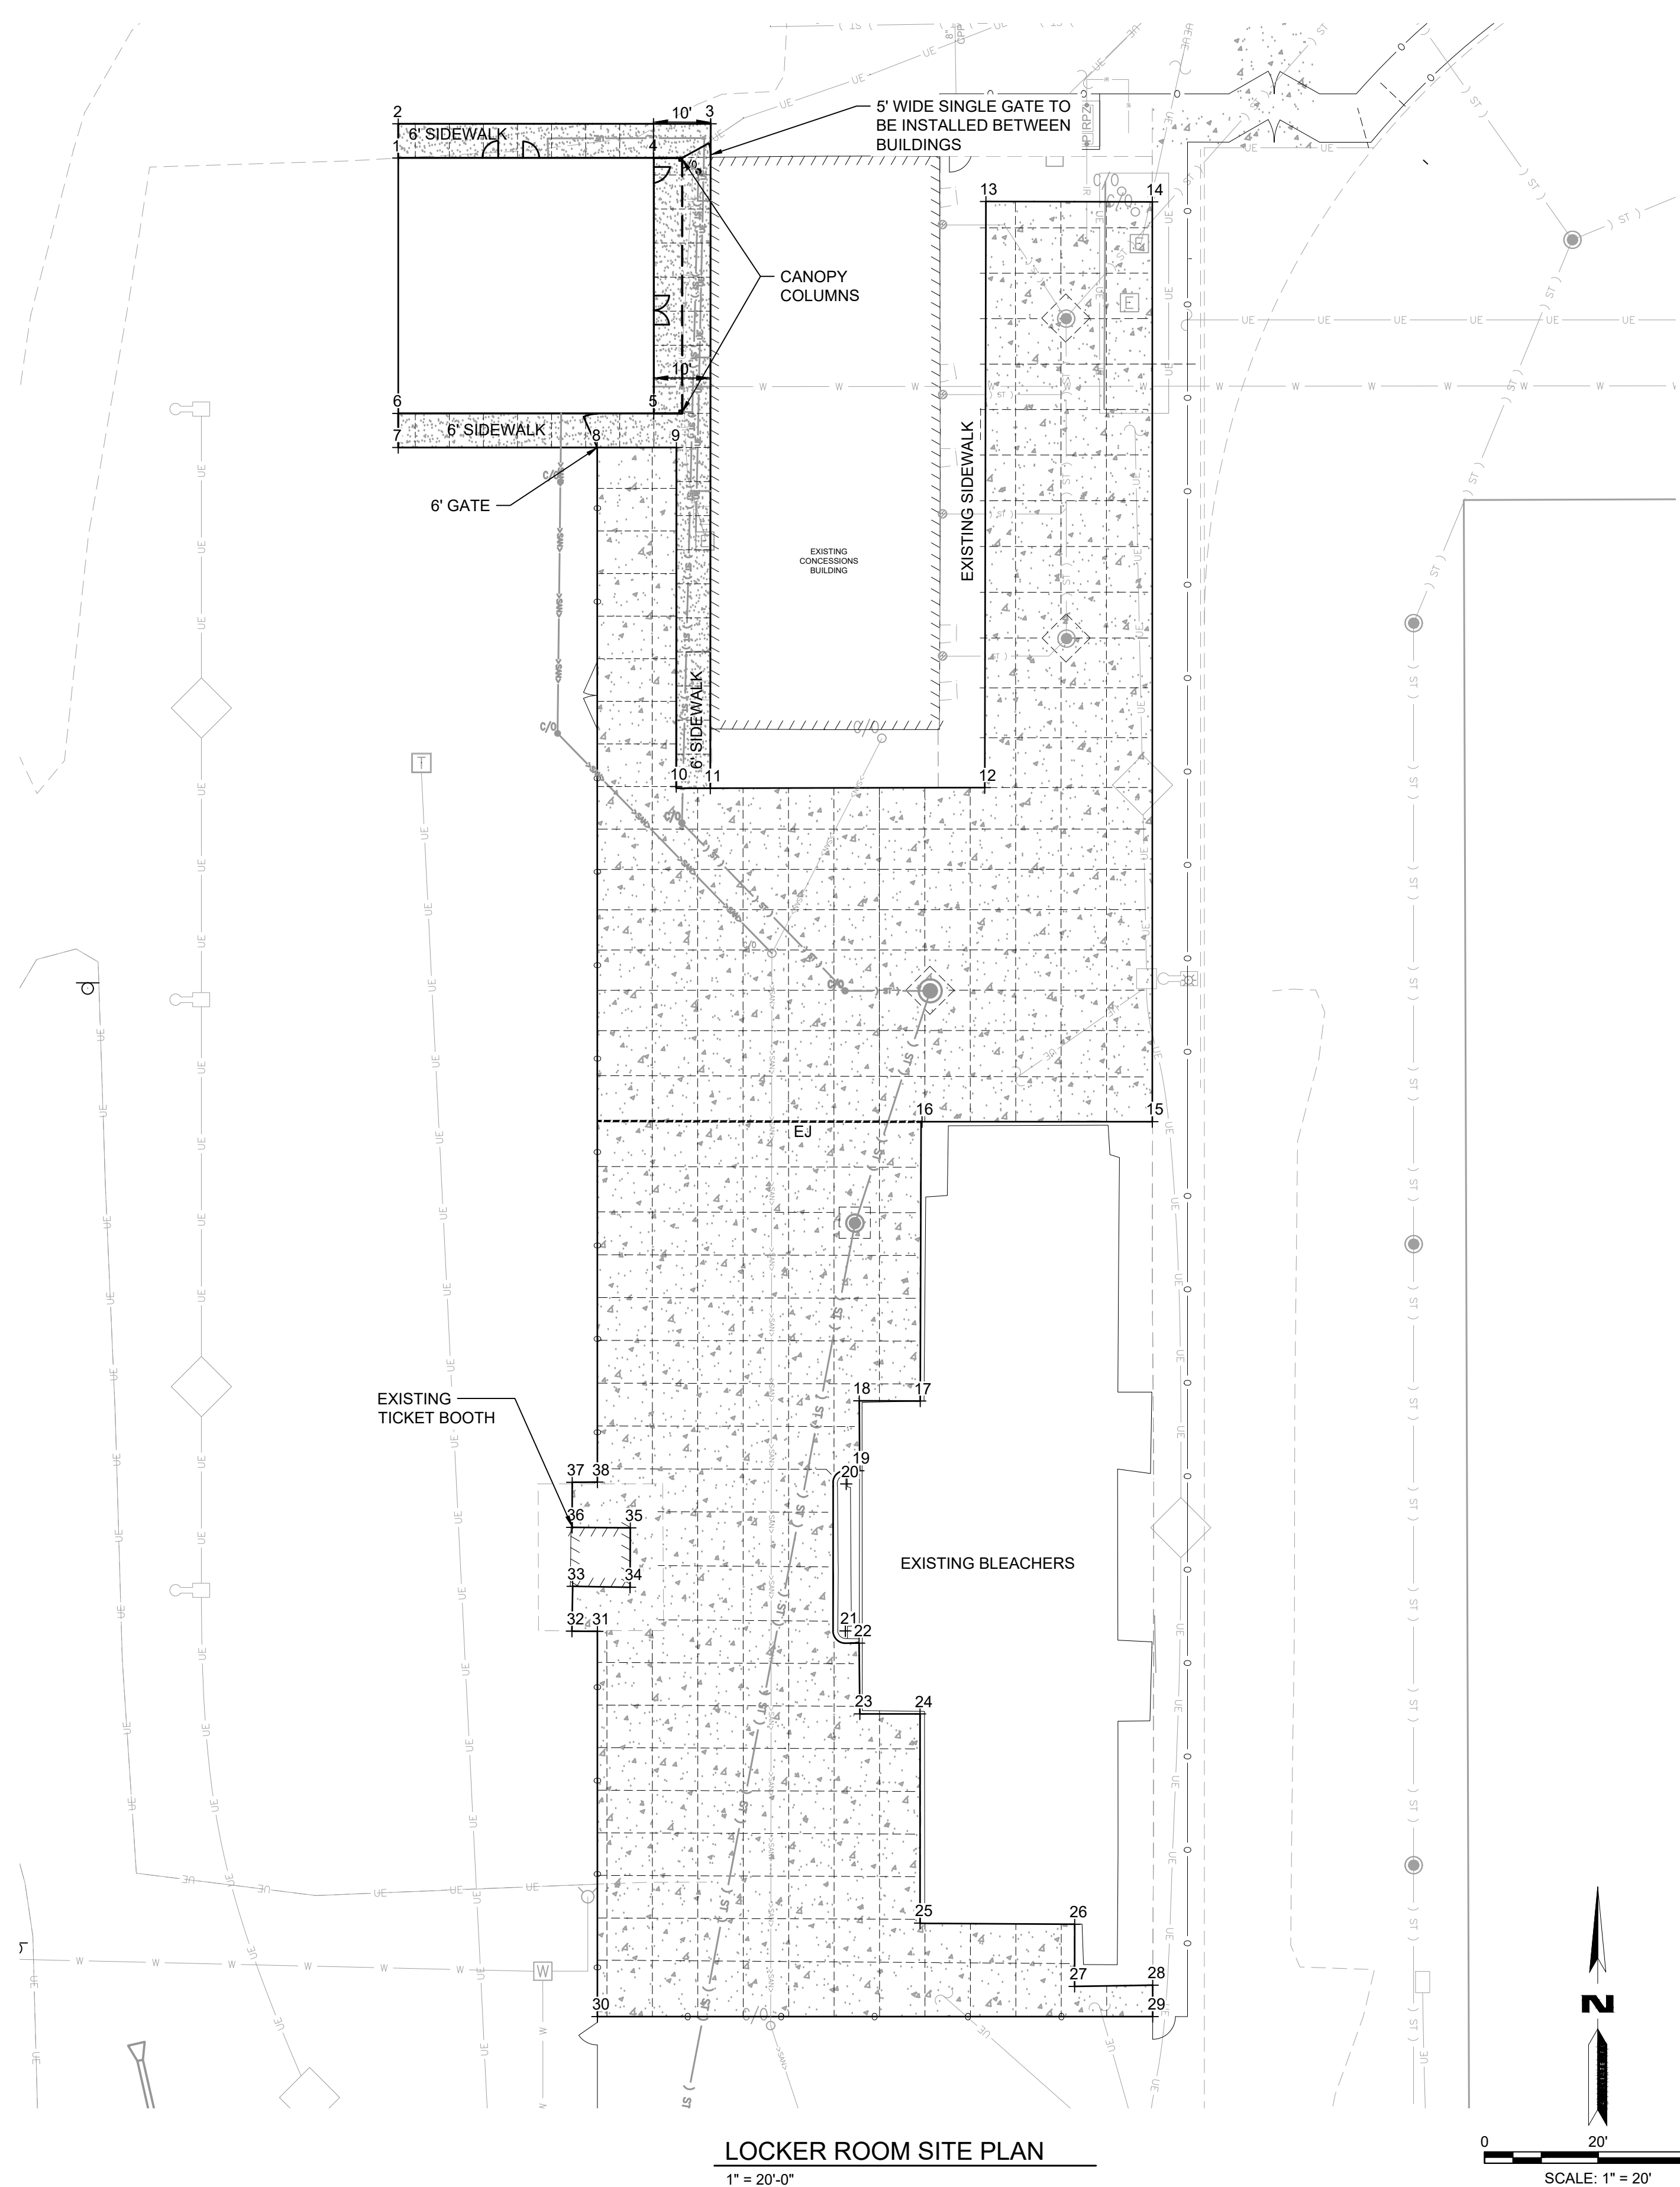 2
10'
3
6' SIDEWALK
1
4
5' WIDE SINGLE GATE TO
BE INSTALLED BETWEEN
BUILDINGS
CANOPY
COLUMNS
13
14
RPZ
E
E
10'
6
5
6' SIDEWALK
7
8
9
6' GATE
C/O
EXISTING
CONCESSIONS
BUILDING
EXISTING SIDEWALK
6' SIDEWALK
C/O
C/O
T
10
11
12
C/O
C/O
C/O
16
15
EJ
18
17
EXISTING
TICKET BOOTH
19
20
37
38
36
35
EXISTING BLEACHERS
33
34
32
31
21
22
23
24
25
26
W
27
28
30
C/O
29
N
LOCKER ROOM SITE PLAN
1" = 20'-0"
0
20'
SCALE: 1" = 20'